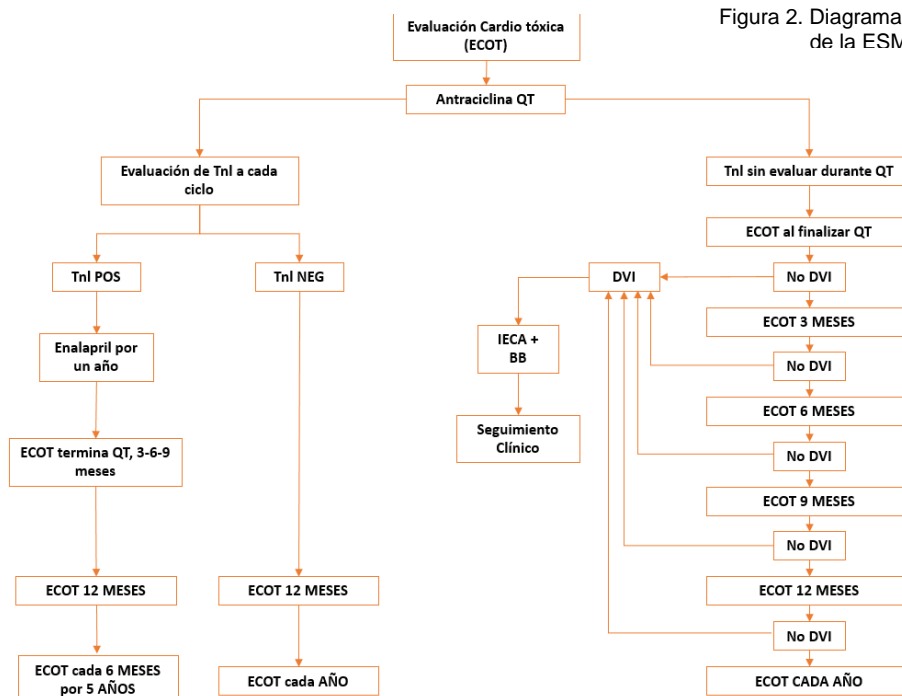 Figura 2. Diagrama
de la ESM
Evaluación Cardio tóxica
(ECOT)
Antraciclina QT
Evaluación de TnI a cada
ciclo
TnI sin evaluar durante QT
ECOT al finalizar QT
TnI POS
TnI NEG
DVI
No DVI
ECOT 3 MESES
Enalapril por
un año
IECA +
BB
No DVI
ECOT 6 MESES
Seguimiento
Clínico
ECOT termina QT, 3-6-9
meses
No DVI
ECOT 9 MESES
No DVI
ECOT 12 MESES
ECOT 12 MESES
ECOT 12 MESES
No DVI
ECOT cada 6 MESES
por 5 AÑOS
ECOT cada AÑO
ECOT CADA AÑO